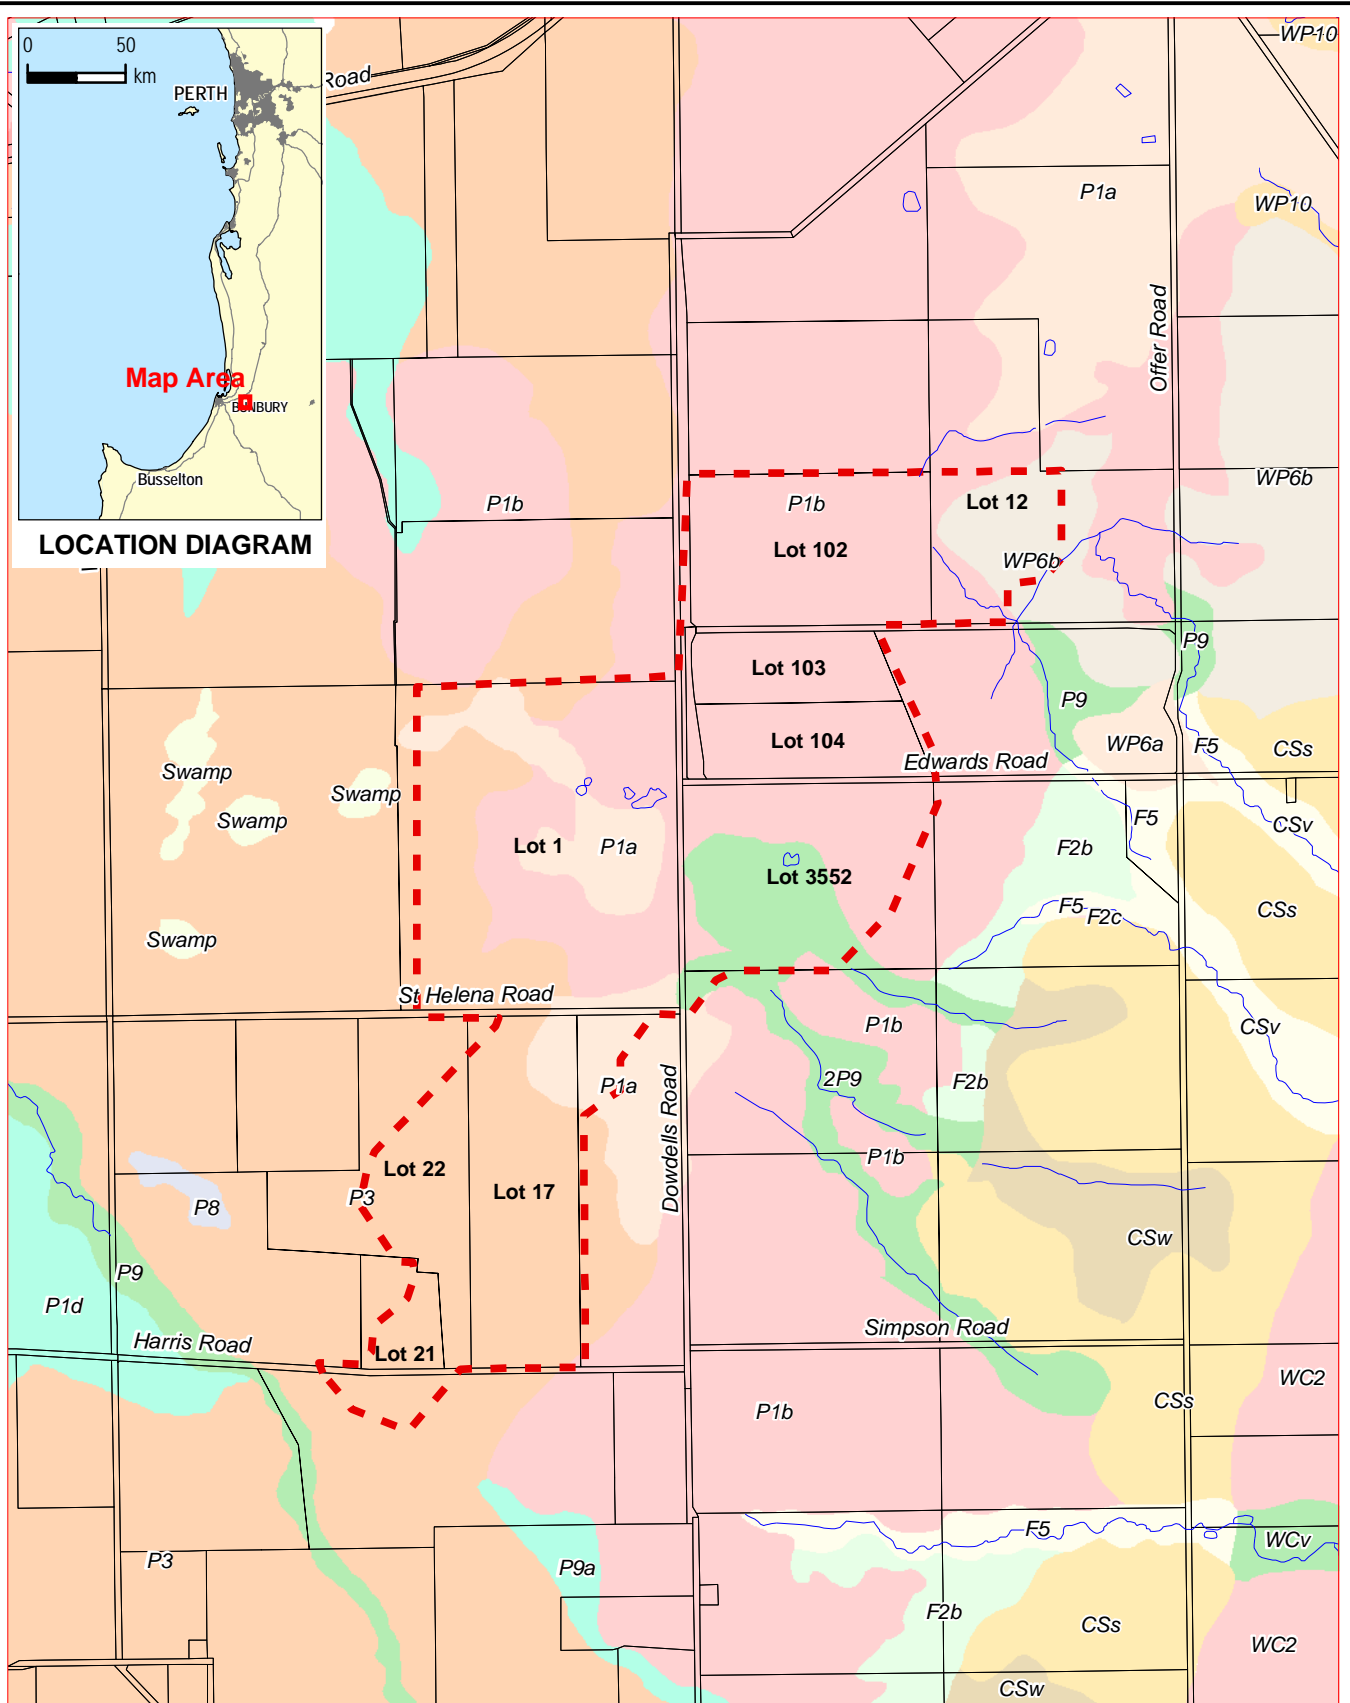 0 50
km
PERTH
Map Area
BUNBURY
Busselton
LOCATION DIAGRAM
Road
WP10
P1a
WP10
Offer Road
P1b
P1b
Lot 12
WP6b
Lot 102
WP6b
P9
Lot 103
P9
Lot 104
WP6a
F5
CSs
Edwards Road
Swamp
Swamp
Swamp
F5
CSv
Lot 1
P1a
F2b
Lot 3552
F5
F2c
CSs
Swamp
St Helena Road
P1b
CSv
P1a
2P9
F2b
Dowdells Road
P1b
Lot 22
Lot 17
P3
P8
CSw
P9
P1d
Harris Road
Simpson Road
Lot 21
WC2
CSs
P1b
F5
WCv
P3
P9a
F2b
CSs
WC2
CSw